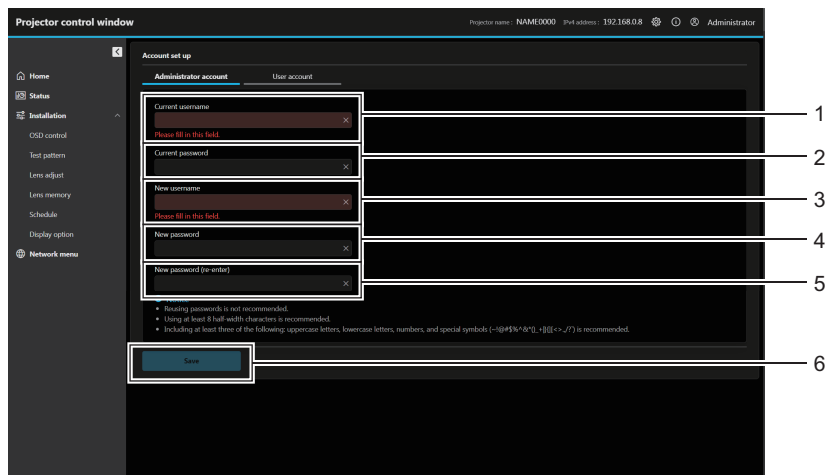 Projector control window
Projector name : NAME0000 IPv4 address : 192.168.0.8 Administrator
Account set up
Administrator account User account
Home
Status
Installation
OSD control
Test pattern
Lens adjust
Lens memory
Schedule
Display option
Network menu
Current username
Please fill in this field.
Current password
New username
Please fill in this field.
New password
New password (re-enter)
• Reusing passwords is not recommended.
• Using at least 8 half-width characters is recommended.
• Including at least three of the following: uppercase letters, lowercase letters, numbers, and special symbols is recommended.
Save
1
2
3
4
5
6